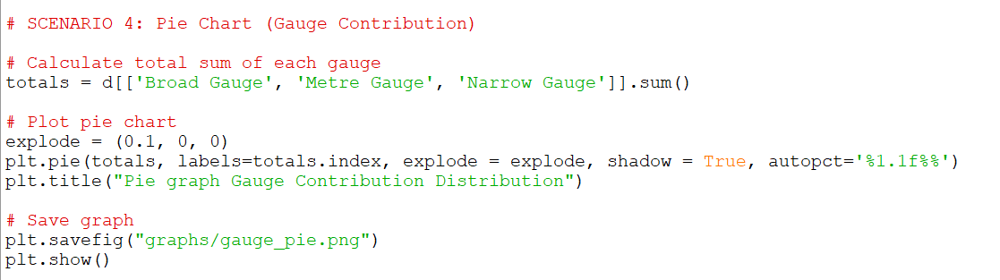 # SCENARIO 4: Pie Chart (Gauge Contribution)
# Calculate total sum of each gauge
totals = d[['Broad Gauge', 'Metre Gauge', 'Narrow Gauge']].sum()
# Plot pie chart
explode = (0.1, 0, 0)
plt.pie(totals, labels=totals.index, explode = explode, shadow = True, autopct='%1.1f%%')
plt.title("Pie graph Gauge Contribution Distribution")
# Save graph
plt.savefig("graphs/gauge_pie.png")
plt.show()